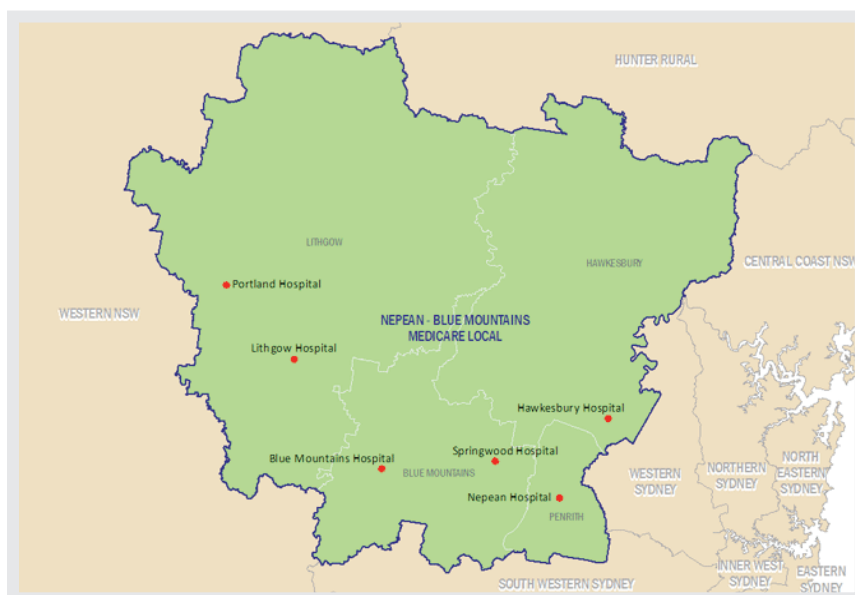 HUNTER RURAL
LITHGOW
HAWKESBURY
CENTRAL COAST NSW
Portland Hospital
WESTERN NSW
NEPEAN - BLUE MOUNTAINS
MEDICARE LOCAL
Lithgow Hospital
Hawkesbury Hospital
Springwood Hospital
Blue Mountains Hospital
BLUE MOUNTAINS
WESTERN
SYDNEY
NORTHERN
SYDNEY
NORTH
EASTERN
SYDNEY
Nepean Hospital
PENRITH
INNER WEST
SYDNEY
EASTERN
SYDNEY
SOUTH WESTERN SYDNEY